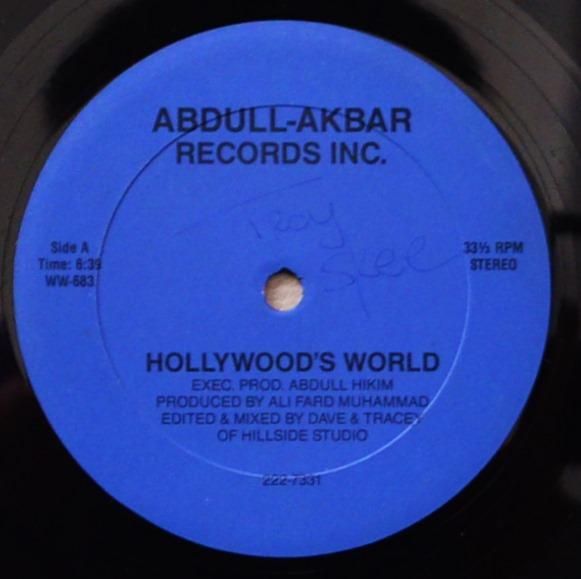 ABDULL-AKBAR
RECORDS INC.
Troy
Side A
Time: 6:39
WW-683
33⅓ RPM
STEREO
HOLLYWOOD'S WORLD
EXEC. PROD. ABDULL HIKIM
PRODUCED BY ALI FARD MUHAMMAD
EDITED & MIXED BY DAVE & TRACEY
OF HILLSIDE STUDIO
222-7331